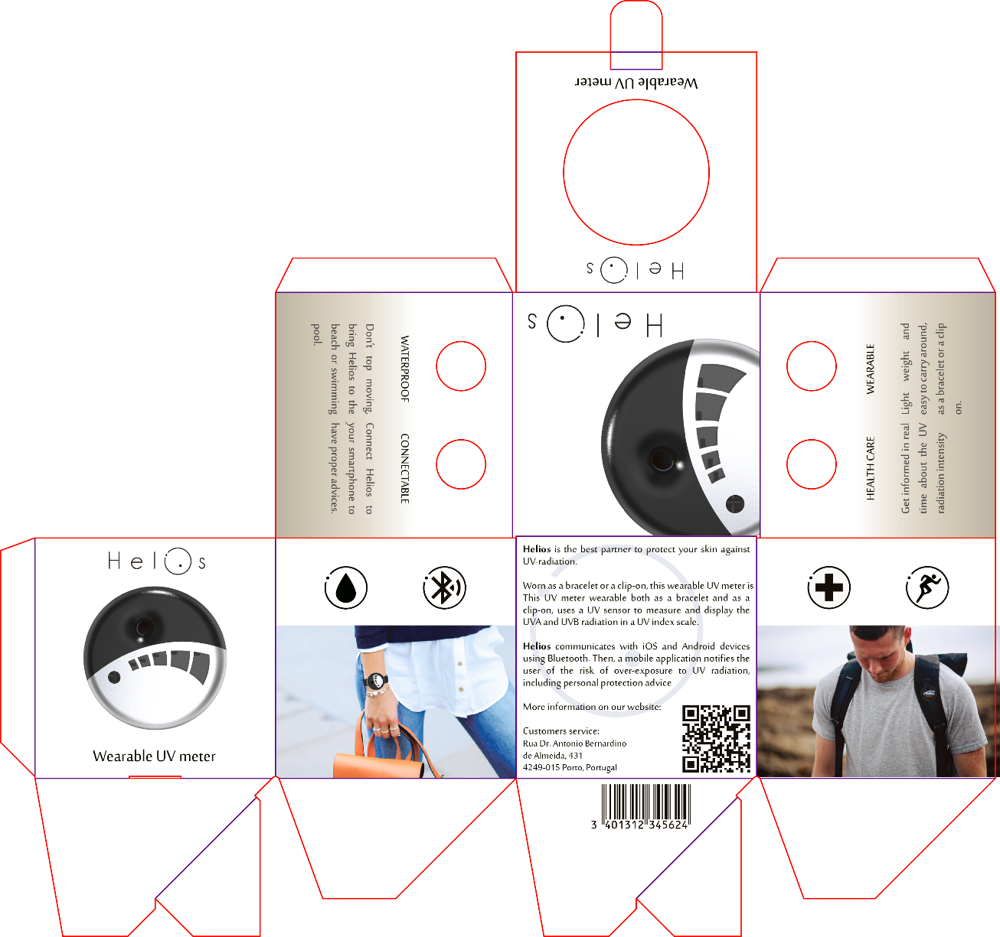 Wearable UV meter
Helios
Helios
WATERPROOF
Don't top moving,
bring Helios to the
beach or swimming
pool.
CONNECTABLE
Connect Helios to
your smartphone to
have proper advices.
WEARABLE
Light weight and
easy to carry around,
as a bracelet or a clip
on.
HEALTH CARE
Get informed in real
time about the UV
radiation intensity
Helios
Wearable UV meter
Helios is the best partner to protect your skin against
UV-radiation.
Worn as a bracelet or a clip-on, this wearable UV meter is
This UV meter wearable both as a bracelet and as a
clip-on, uses a UV sensor to measure and display the
UVA and UVB radiation in a UV index scale.
Helios communicates with iOS and Android devices
using Bluetooth. Then, a mobile application notifies the
user of the risk of over-exposure to UV radiation,
including personal protection advice
More information on our website:
Customers service:
Rua Dr. Antonio Bernardino
de Almeida, 431
4249-015 Porto, Portugal
3 401312 345624